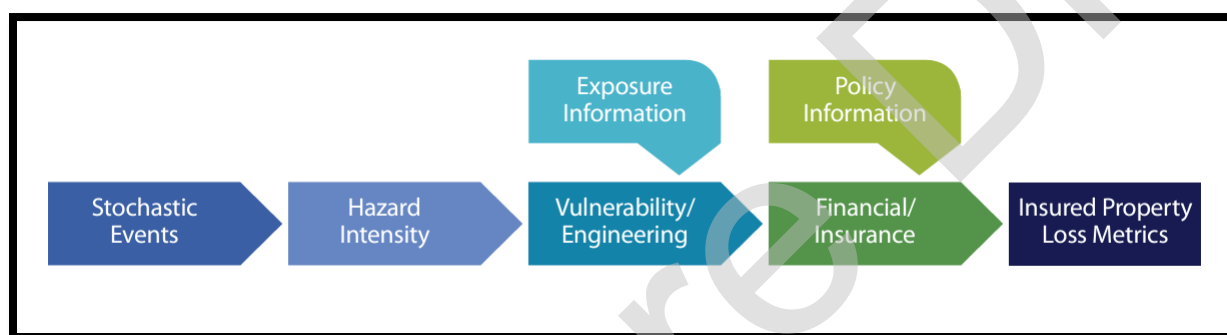 Exposure
Information
Policy
Information
Stochastic
Events
Hazard
Intensity
Vulnerability/
Engineering
Financial/
Insurance
Insured Property
Loss Metrics